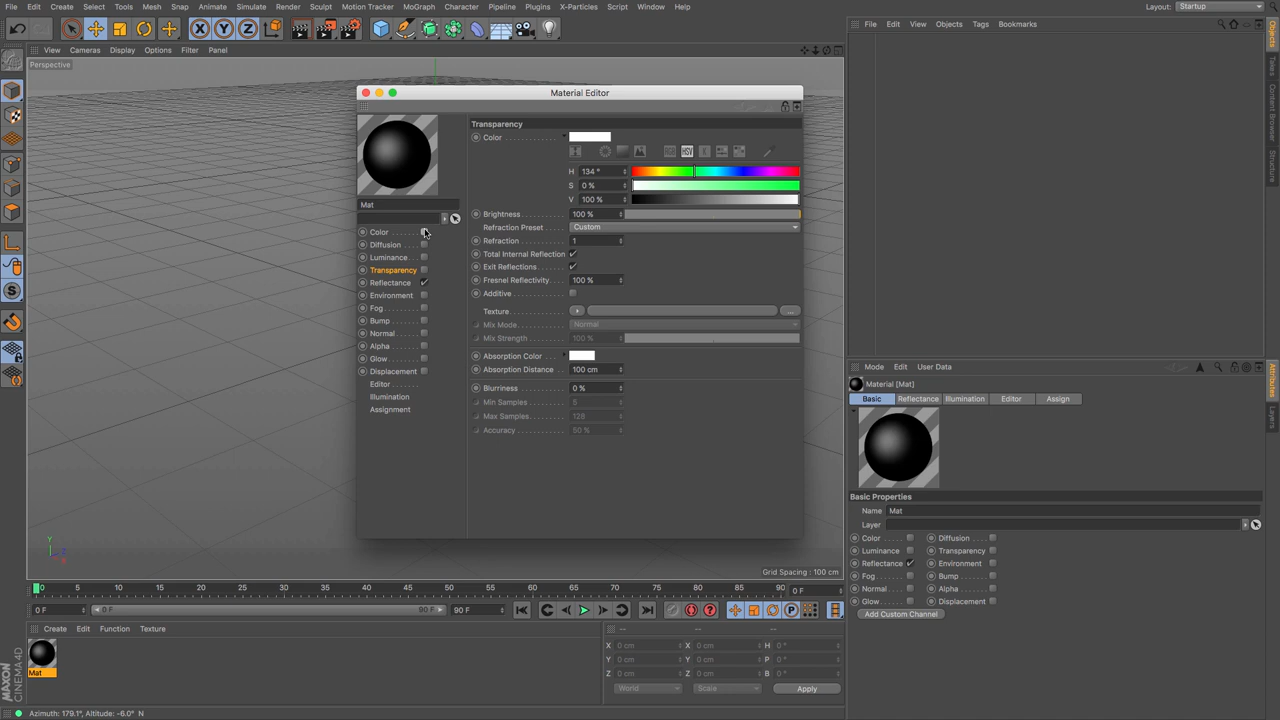 File Edit Create Select Tools Mesh Snap Animate Simulate Render Sculpt Motion Tracker MoGraph Character Pipeline Plugins X-Particles Script Window Help
Layout: Startup
View Cameras Display Options Filter Panel
File Edit View Objects Tags Bookmarks
Perspective
Material Editor
Transparency
Color
H 134 °
S 0 %
V 100 %
Brightness 100 %
Refraction Preset Custom
Refraction 1
Total Internal Reflection
Exit Reflections
Fresnel Reflectivity 100 %
Additive
Texture ...
Mix Mode Normal
Mix Strength 100 %
Absorption Color
Absorption Distance 100 cm
Blurriness 0 %
Min Samples 5
Max Samples 128
Accuracy 50 %
Mat
Color
Diffusion
Luminance
Transparency
Reflectance
Environment
Fog
Bump
Normal
Alpha
Glow
Displacement
Editor
Illumination
Assignment
Objects
Takes
Content Browser
Structure
Mode Edit User Data
Material [Mat]
Basic Reflectance Illumination Editor Assign
Basic Properties
Name Mat
Layer
Color Diffusion
Luminance Transparency
Reflectance Environment
Fog Bump
Normal Alpha
Glow Displacement
Add Custom Channel
Attributes
Layers
Y
Z
X
Grid Spacing : 100 cm
0 5 10 15 20 25 30 35 40 45 50 55 60 65 70 75 80 85 90 0 F
0 F 0 F 90 F 90 F
Create Edit Function Texture
Mat
-- -- --
X 0 cm X 0 cm H 0 °
Y 0 cm Y 0 cm P 0 °
Z 0 cm Z 0 cm B 0 °
World Scale Apply
MAXON
CINEMA 4D
Azimuth: 179.1°, Altitude: -6.0° N